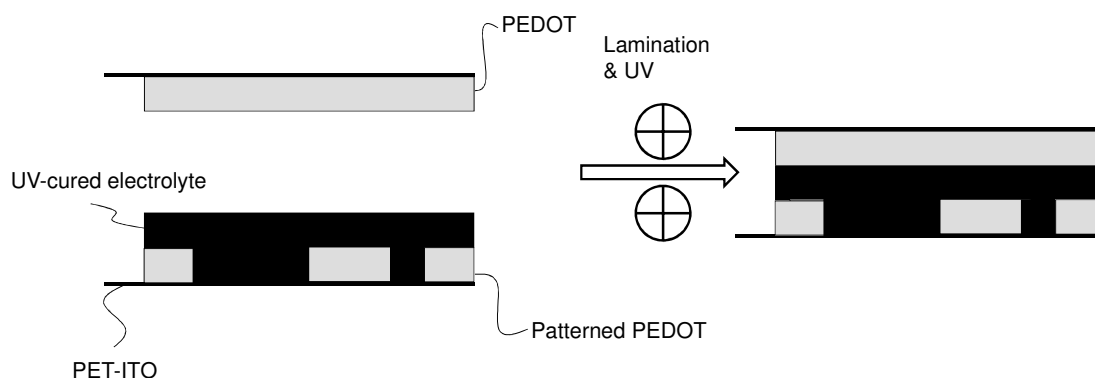 PEDOT
Lamination
& UV
UV-cured electrolyte
Patterned PEDOT
PET-ITO